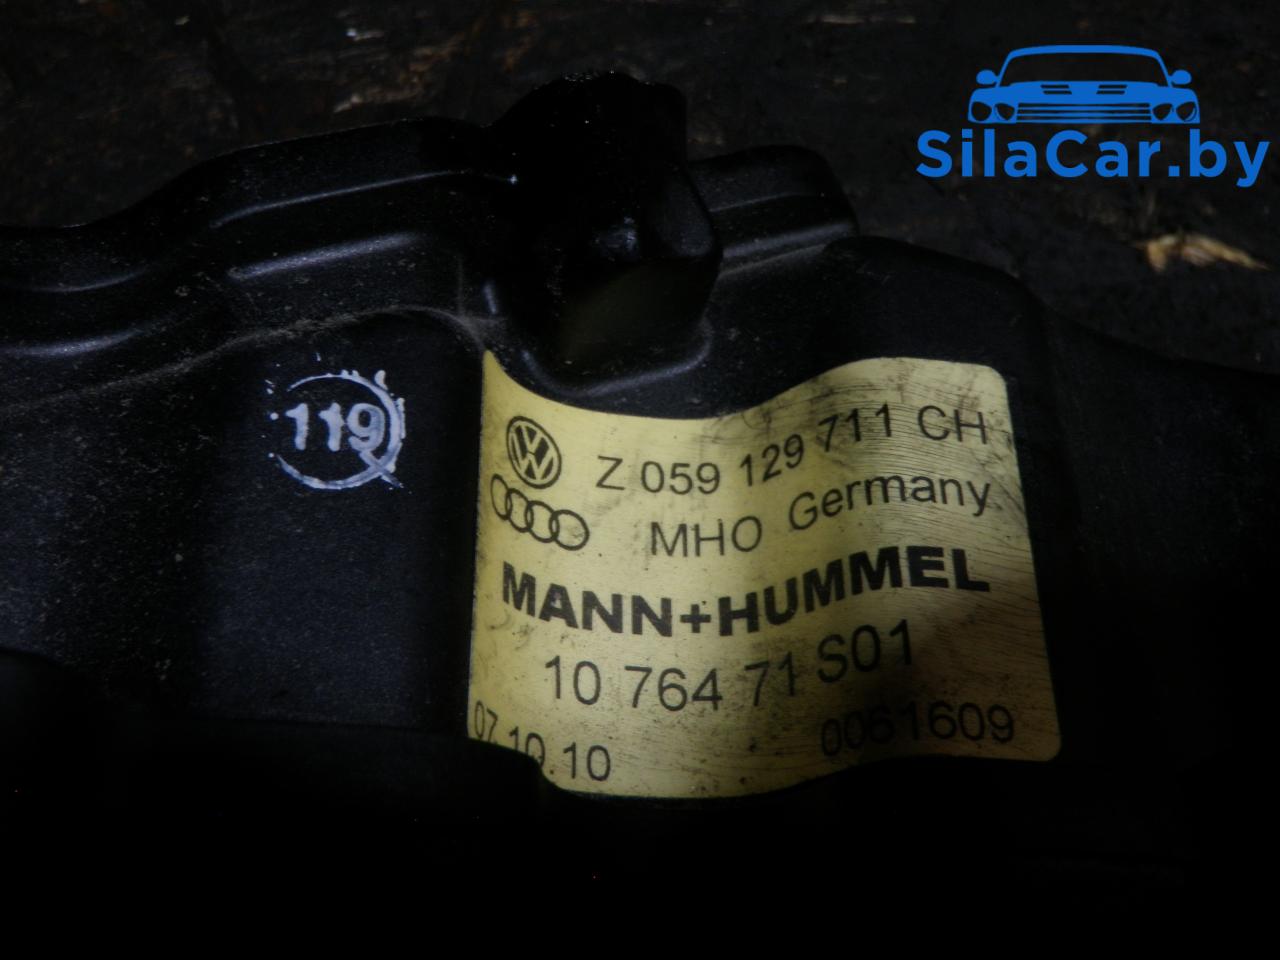 SilaCar.by
119
Z 059 129 711 CH
MHO Germany
MANN+HUMMEL
10 764 71 S01
07.10.10 0061609